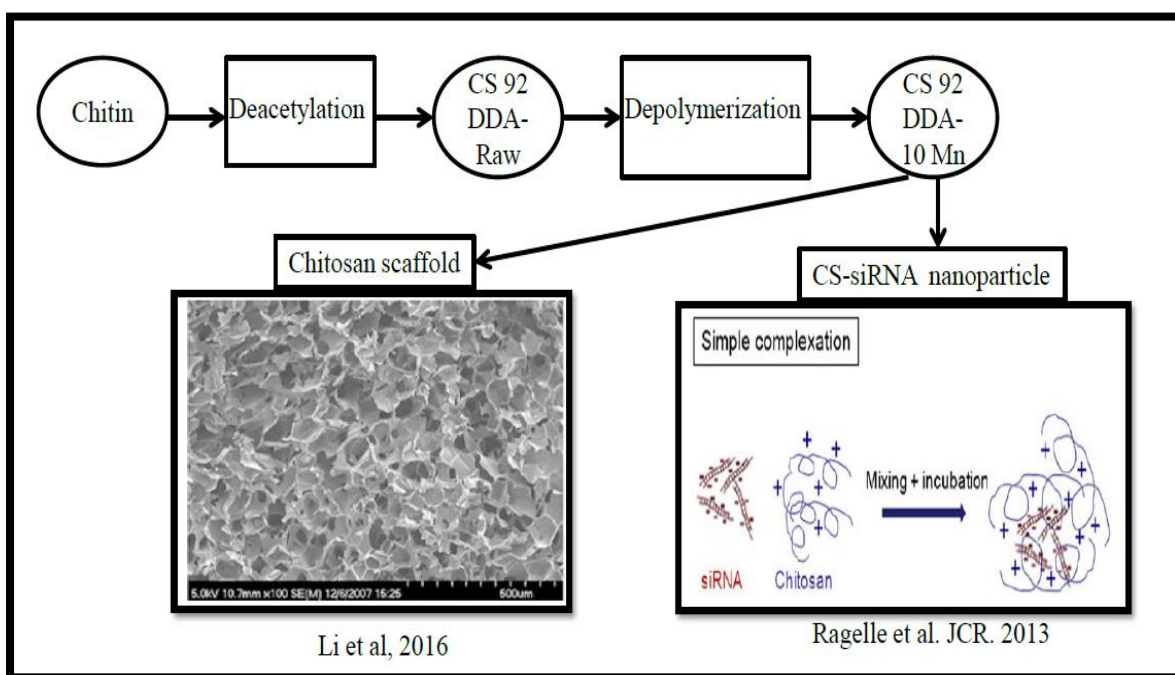 Chitin
Deacetylation
CS 92
DDA-
Raw
Depolymerization
CS 92
DDA-
10 Mn
Chitosan scaffold
5.0kV 10.7mm x100 SE(M) 12/6/2007 15:25 500um
Li et al, 2016
CS-siRNA nanoparticle
Simple complexation
+ + + +
siRNA
Chitosan
Mixing + incubation
+ + + + + + + +
Ragelle et al. JCR. 2013